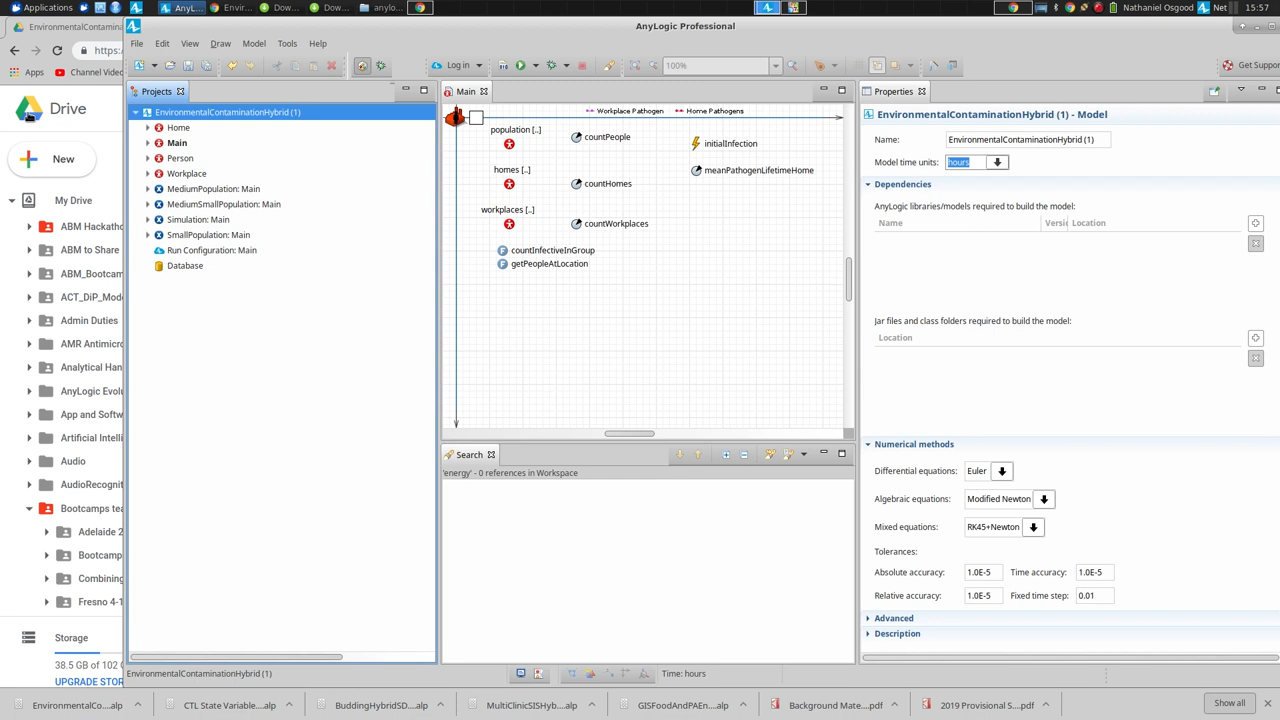 Applications
AnyL...
Envir...
Dow...
Dow...
anylo...
Nathaniel Osgood
Net
15:57
EnvironmentalContamina
AnyLogic Professional
https:
Apps
Channel Video
File Edit View Draw Model Tools Help
Log in
100%
Get Suppor
Drive
New
My Drive
ABM Hackatho
ABM to Share
ABM_Bootcam
ACT_DiP_Mode
Admin Duties
AMR Antimicro
Analytical Han
AnyLogic Evolu
App and Softw
Artificial Intelli
Audio
AudioRecognit
Bootcamps tea
Adelaide 2
Bootcamp
Combining
Fresno 4-1
Storage
38.5 GB of 102 G
UPGRADE STOR
Projects
EnvironmentalContaminationHybrid (1)
Home
Main
Person
Workplace
MediumPopulation: Main
MediumSmallPopulation: Main
Simulation: Main
SmallPopulation: Main
Run Configuration: Main
Database
Main
Workplace Pathogen Home Pathogens
population [..]
countPeople
initialInfection
homes [..]
meanPathogenLifetimeHome
countHomes
workplaces [..]
countWorkplaces
countInfectiveInGroup
getPeopleAtLocation
Search
'energy' - 0 references in Workspace
Properties
EnvironmentalContaminationHybrid (1) - Model
Name: EnvironmentalContaminationHybrid (1)
Model time units: hours
Dependencies
AnyLogic libraries/models required to build the model:
Name Versic Location
Jar files and class folders required to build the model:
Location
Numerical methods
Differential equations: Euler
Algebraic equations: Modified Newton
Mixed equations: RK45+Newton
Tolerances:
Absolute accuracy: 1.0E-5 Time accuracy: 1.0E-5
Relative accuracy: 1.0E-5 Fixed time step: 0.01
Advanced
Description
EnvironmentalContaminationHybrid (1)
Time: hours
EnvironmentalCo....alp
CTL State Variable....alp
BuddingHybridSD....alp
MultiClinicSISHyb....alp
GISFoodAndPAEn....alp
Background Mate....pdf
2019 Provisional S....pdf
Show all